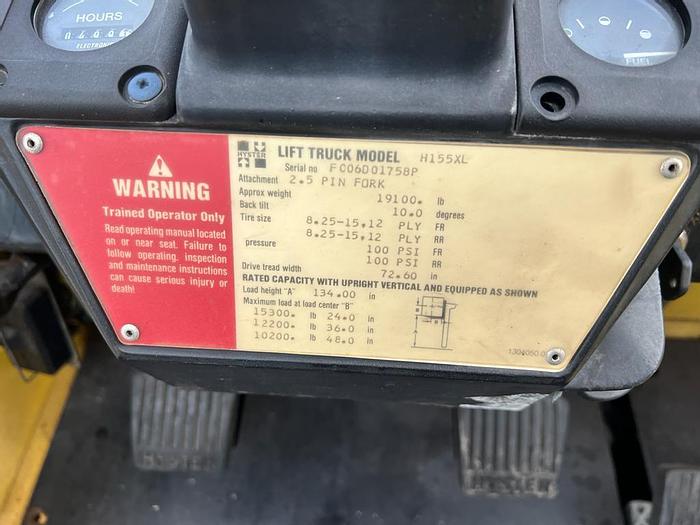 HOURS
ELECTRONIC
FUEL
WARNING
Trained Operator Only
Read operating manual located
on or near seat. Failure to
follow operating, inspection
and maintenance instructions
can cause serious injury or
death!
HYSTER
LIFT TRUCK MODEL H155XL
Serial no F006D01758P
Attachment 2.5 PIN FORK
Approx weight 19100. lb
Back tilt 10.0 degrees
Tire size 8.25-15,12 PLY FR
8.25-15,12 PLY RR
pressure 100 PSI FR
100 PSI RR
Drive tread width 72.60 in
RATED CAPACITY WITH UPRIGHT VERTICAL AND EQUIPPED AS SHOWN
Load height "A" 134.00 in
Maximum load at load center "B"
15300. lb 24.0 in
12200. lb 36.0 in
10200. lb 48.0 in
HYSTER
HYSTER